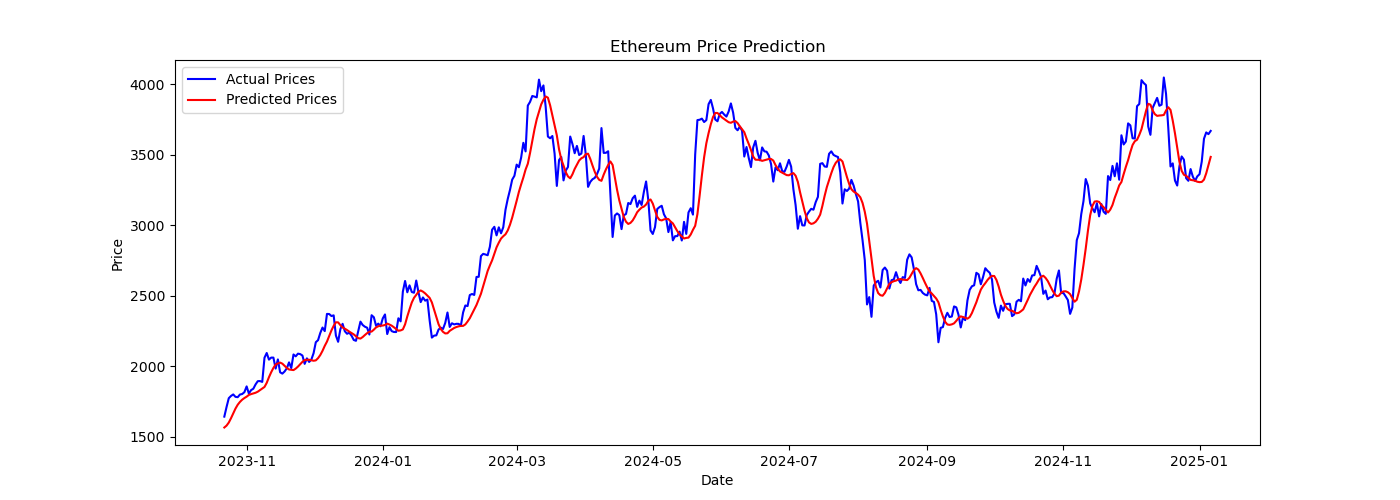 Ethereum Price Prediction
Actual Prices
Predicted Prices
4000
3500
3000
2500
2000
1500
Price
2023-11
2024-01
2024-03
2024-05
2024-07
2024-09
2024-11
2025-01
Date